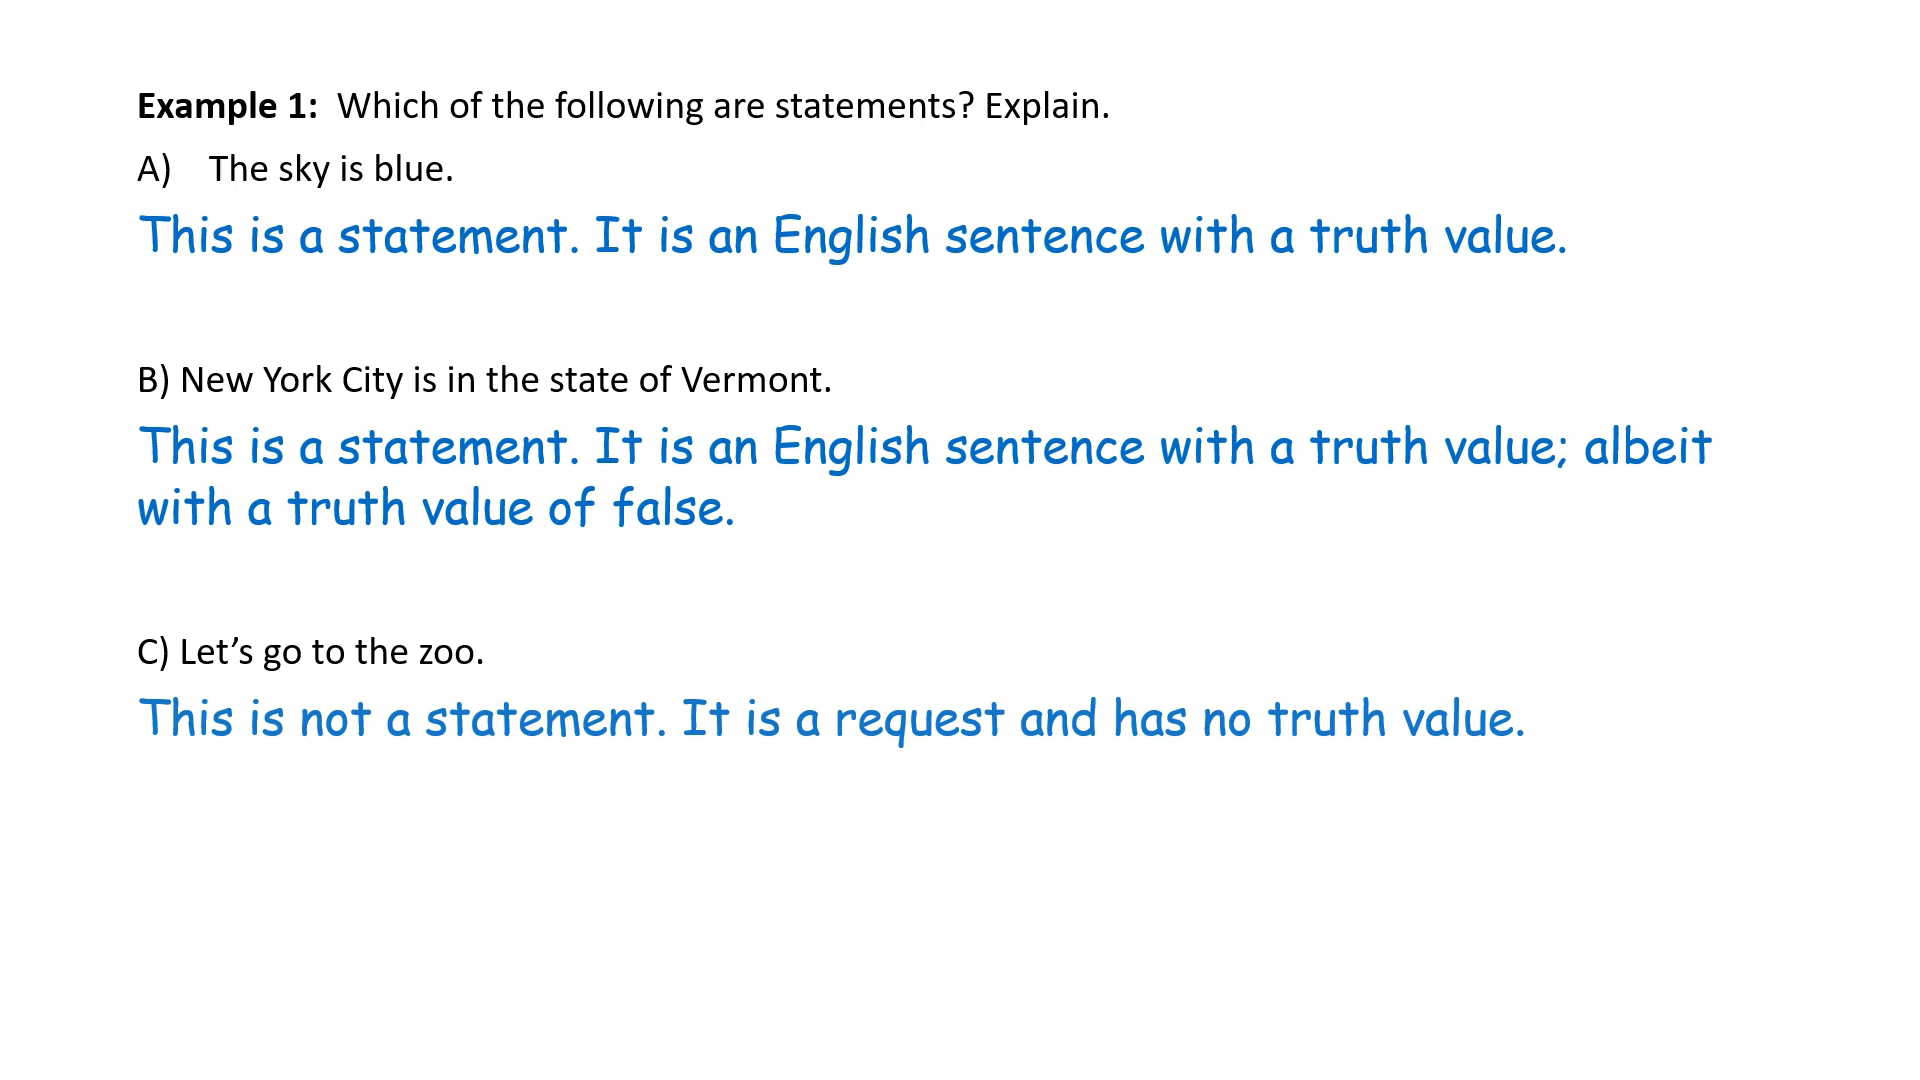 Example 1:  Which of the following are statements? Explain.
A)    The sky is blue.
This is a statement. It is an English sentence with a truth value.
B) New York City is in the state of Vermont.
This is a statement. It is an English sentence with a truth value; albeit
with a truth value of false.
C) Let’s go to the zoo.
This is not a statement. It is a request and has no truth value.